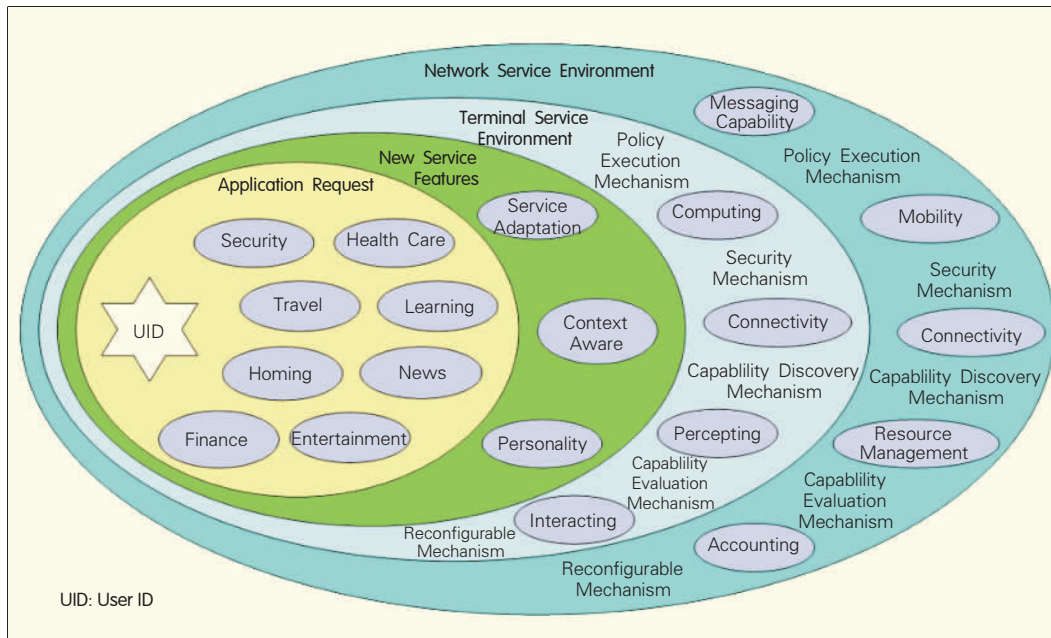 Network Service Environment
Messaging
Capability
Terminal Service
Environment
Policy
Execution
Mechanism
Policy Execution
Mechanism
New Service
Features
Application Request
Service
Adaptation
Computing
Mobility
Security
Health Care
Security
Mechanism
Security
Mechanism
Travel
Learning
UID
Context
Aware
Connectivity
Connectivity
Homing
News
Capablility Discovery
Mechanism
Capablility Discovery
Mechanism
Finance
Entertainment
Personality
Percepting
Resource
Management
Capablility
Evaluation
Mechanism
Capablility
Evaluation
Mechanism
Interacting
Reconfigurable
Mechanism
Accounting
Reconfigurable
Mechanism
UID: User ID